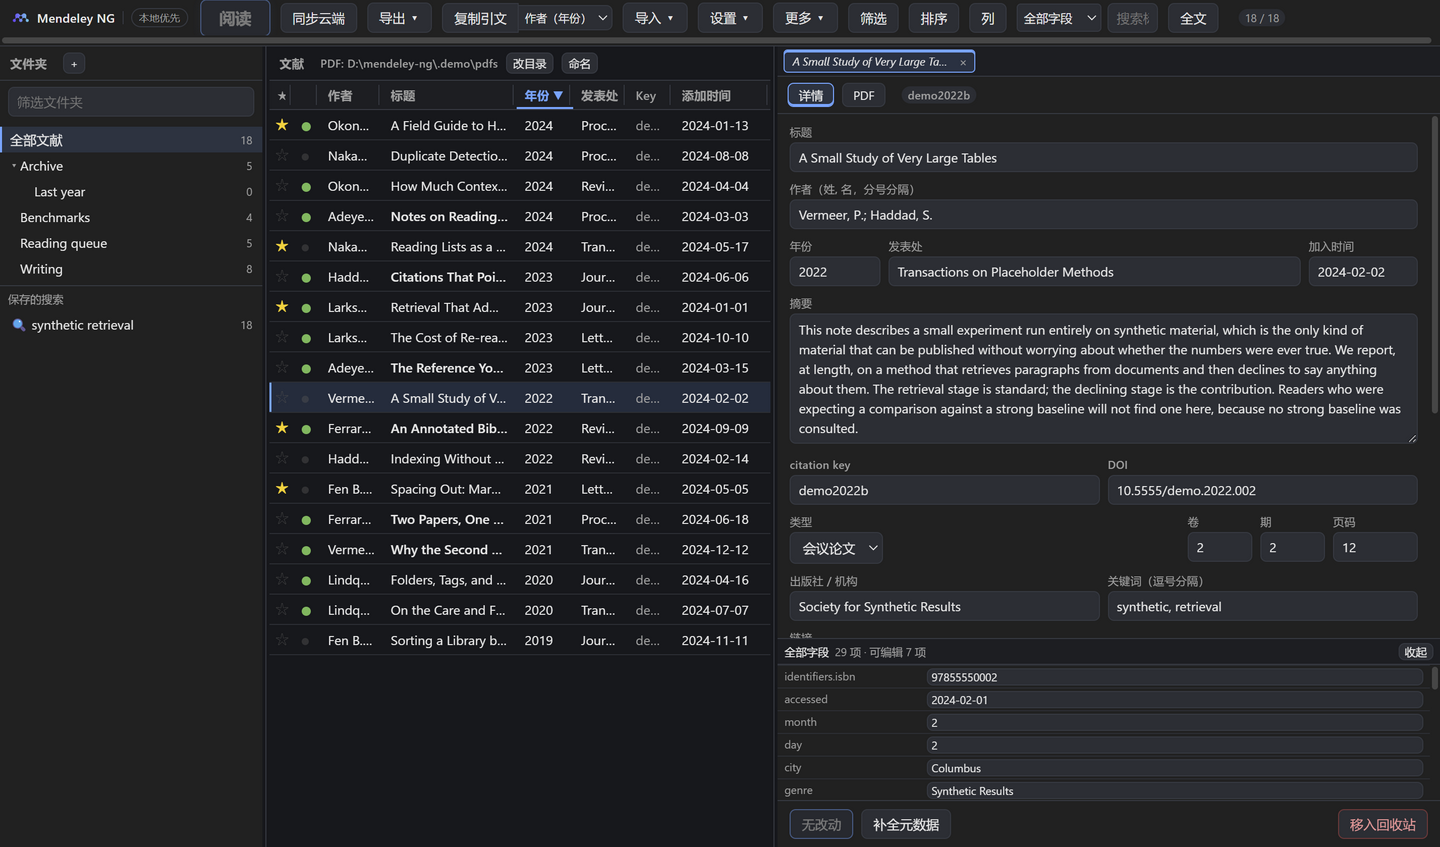 Mendeley NG 本地优先 阅读 同步云端 导出 ▼ 复制引文 作者（年份） 导入 ▼ 设置 ▼ 更多 ▼ 筛选 排序 列 全部字段 全文 18 / 18
文件夹 +
筛选文件夹
全部文献 18
Archive 5
Last year 0
Benchmarks 4
Reading queue 5
Writing 8
保存的搜索
synthetic retrieval 18
文献 PDF: D:\mendeley-ng\.demo\pdfs 改目录 命名
★ 作者 标题 年份 ▼ 发表处 Key 添加时间
★ Okon... A Field Guide to H... 2024 Proc... de... 2024-01-13
☆ Naka... Duplicate Detectio... 2024 Proc... de... 2024-08-08
☆ Okon... How Much Contex... 2024 Revi... de... 2024-04-04
☆ Adeye... Notes on Reading... 2024 Proc... de... 2024-03-03
★ Naka... Reading Lists as a ... 2024 Tran... de... 2024-05-17
☆ Hadd... Citations That Poi... 2023 Jour... de... 2024-06-06
★ Larks... Retrieval That Ad... 2023 Jour... de... 2024-01-01
☆ Larks... The Cost of Re-rea... 2023 Lett... de... 2024-10-10
☆ Adeye... The Reference Yo... 2023 Lett... de... 2024-03-15
☆ Verme... A Small Study of V... 2022 Tran... de... 2024-02-02
★ Ferrar... An Annotated Bib... 2022 Revi... de... 2024-09-09
☆ Hadd... Indexing Without ... 2022 Revi... de... 2024-02-14
★ Fen B.... Spacing Out: Mar... 2021 Lett... de... 2024-05-05
☆ Ferrar... Two Papers, One ... 2021 Proc... de... 2024-06-18
☆ Verme... Why the Second ... 2021 Tran... de... 2024-12-12
☆ Lindq... Folders, Tags, and ... 2020 Jour... de... 2024-04-16
☆ Lindq... On the Care and F... 2020 Tran... de... 2024-07-07
☆ Fen B.... Sorting a Library b... 2019 Jour... de... 2024-11-11
A Small Study of Very Large Ta... ×
详情 PDF demo2022b
标题
A Small Study of Very Large Tables
作者（姓, 名，分号分隔）
Vermeer, P.; Haddad, S.
年份 发表处 加入时间
2022 Transactions on Placeholder Methods 2024-02-02
摘要
This note describes a small experiment run entirely on synthetic material, which is the only kind of
material that can be published without worrying about whether the numbers were ever true. We report,
at length, on a method that retrieves paragraphs from documents and then declines to say anything
about them. The retrieval stage is standard; the declining stage is the contribution. Readers who were
expecting a comparison against a strong baseline will not find one here, because no strong baseline was
consulted.
citation key DOI
demo2022b 10.5555/demo.2022.002
类型 卷 期 页码
会议论文 2 2 12
出版社 / 机构 关键词（逗号分隔）
Society for Synthetic Results synthetic, retrieval
链接
全部字段 29 项 · 可编辑 7 项 收起
identifiers.isbn 97855550002
accessed 2024-02-01
month 2
day 2
city Columbus
genre Synthetic Results
无改动 补全元数据 移入回收站